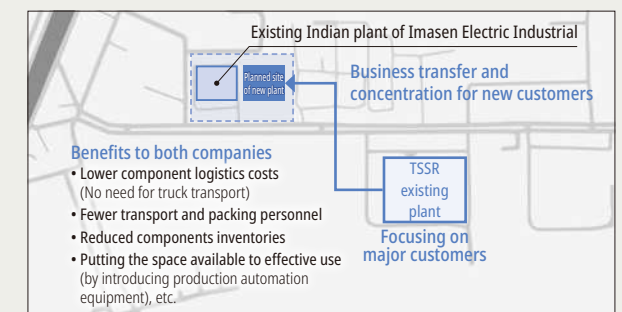 Existing Indian plant of Imasen Electric Industrial
Planned site
of new plant
Business transfer and
concentration for new customers
Benefits to both companies
• Lower component logistics costs
(No need for truck transport)
• Fewer transport and packing personnel
• Reduced components inventories
• Putting the space available to effective use
(by introducing production automation
equipment), etc.
TSSR
existing
plant
Focusing on
major customers